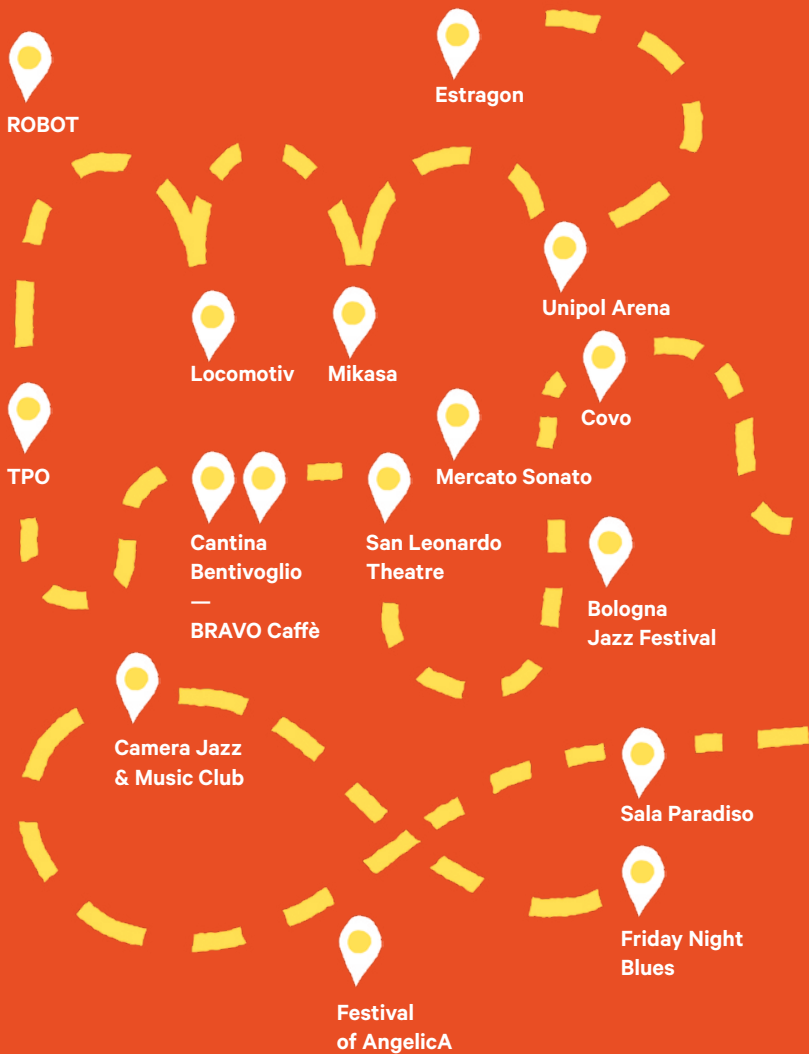 Estragon
ROBOT
Unipol Arena
Locomotiv
Mikasa
Covo
TPO
Mercato Sonato
Cantina
Bentivoglio
—
BRAVO Caffè
San Leonardo
Theatre
Bologna
Jazz Festival
Camera Jazz
& Music Club
Sala Paradiso
Friday Night
Blues
Festival
of AngelicA